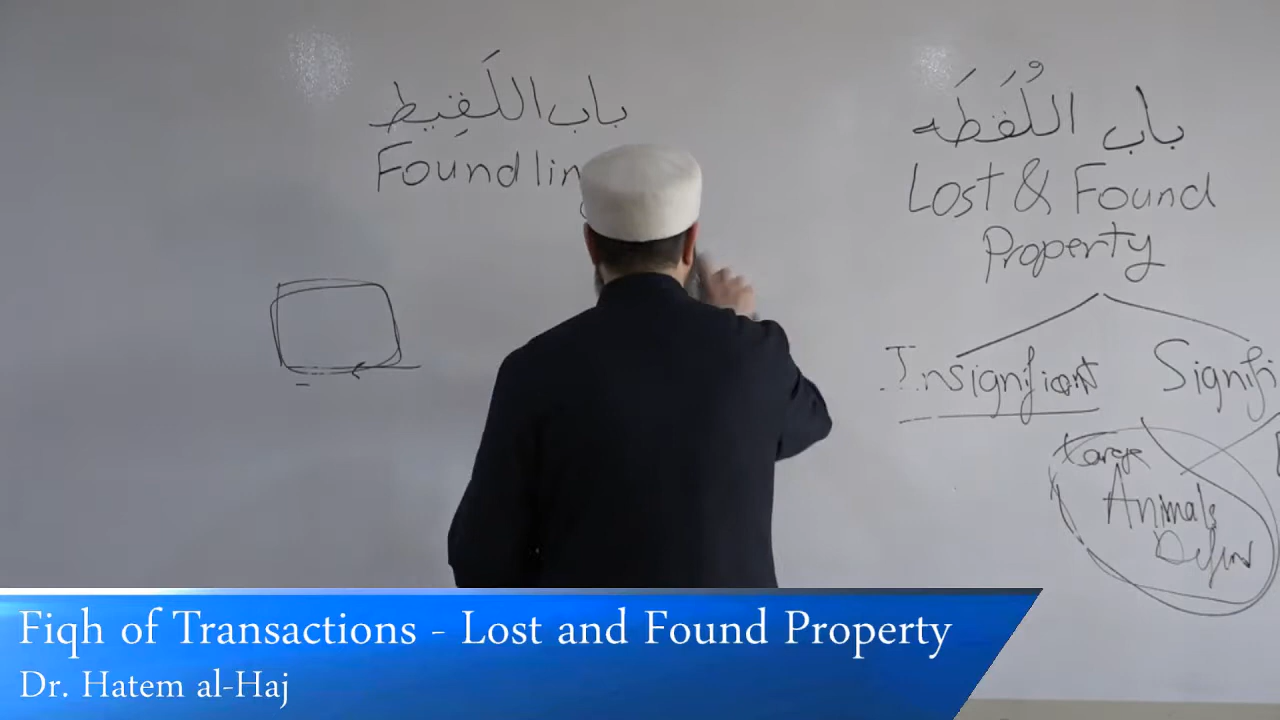 باب اللَقِيط
Foundlin
باب اللُقَطَه
Lost & Found
Property
Insignificant
Signifi
Large
Animals
Defend
Fiqh of Transactions - Lost and Found Property
Dr. Hatem al-Haj